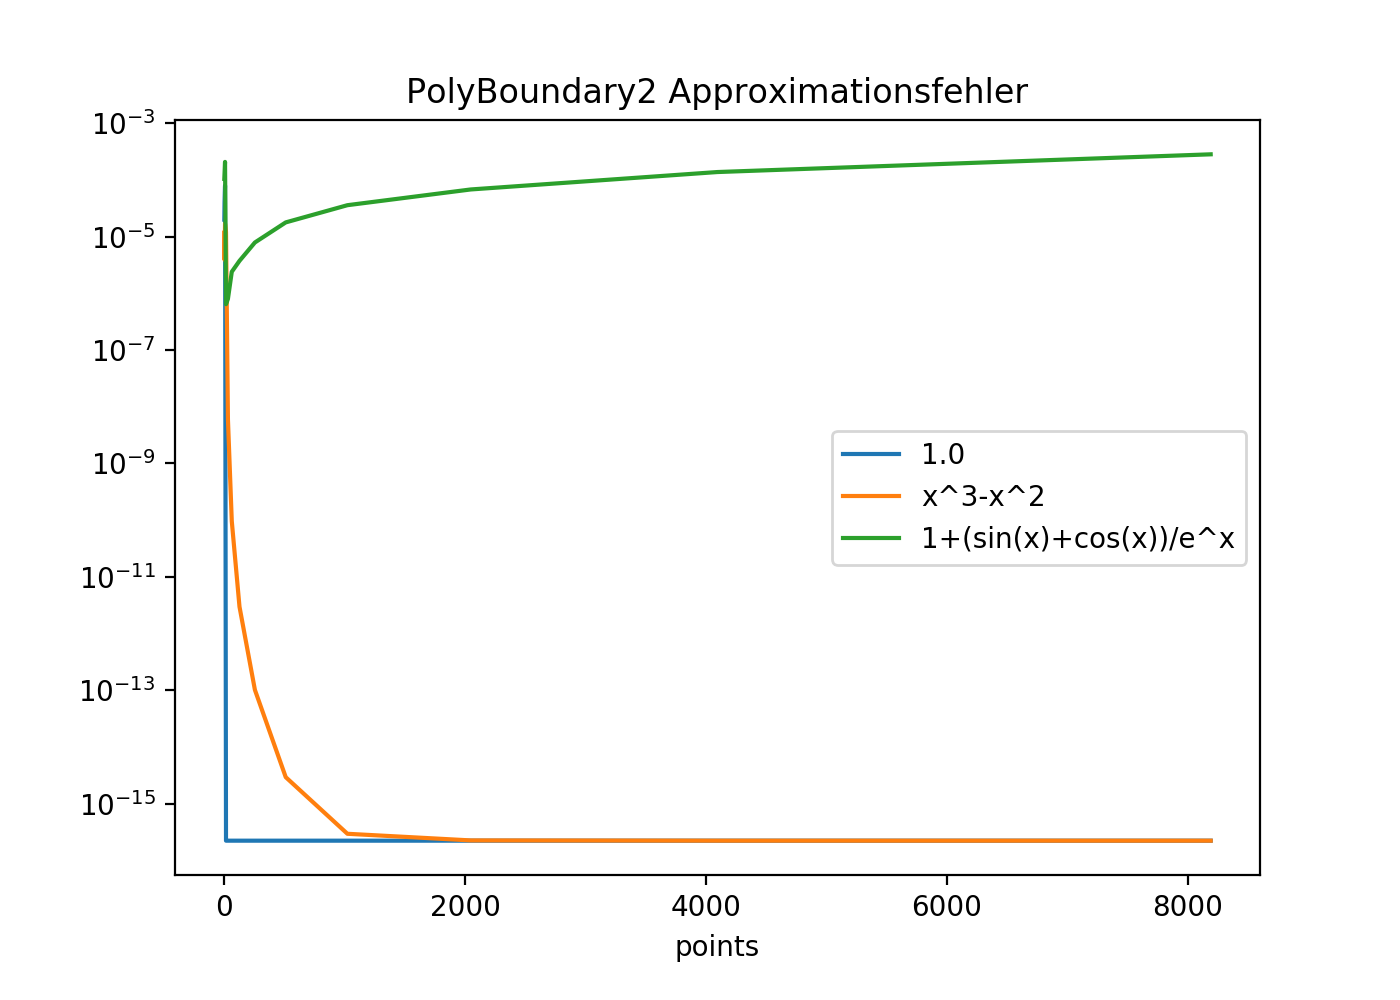 PolyBoundary2 Approximationsfehler
10⁻³
10⁻⁵
10⁻⁷
10⁻⁹
10⁻¹¹
10⁻¹³
10⁻¹⁵
1.0
x^3-x^2
1+(sin(x)+cos(x))/e^x
0 2000 4000 6000 8000
points